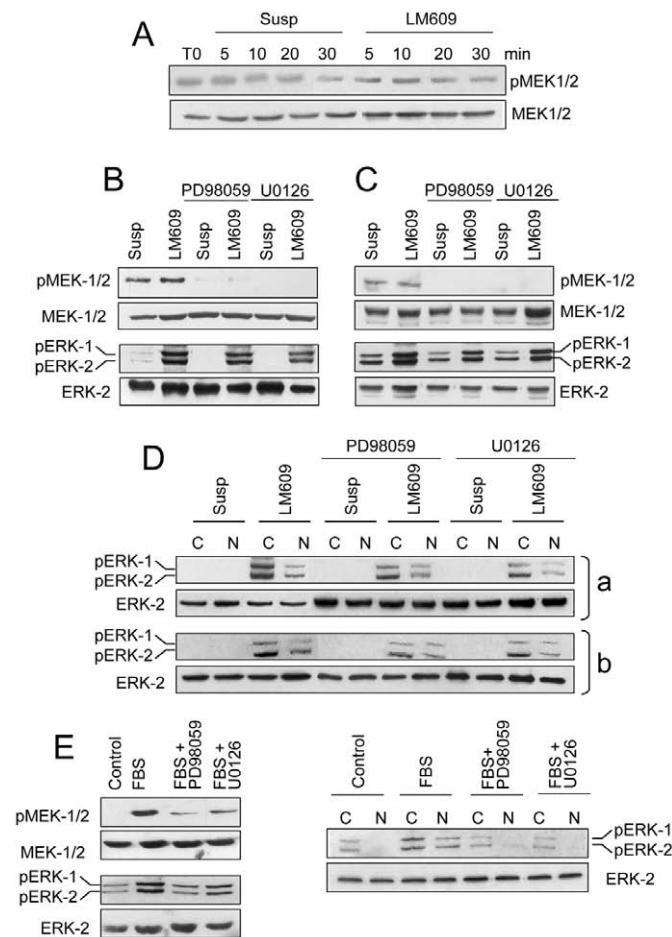 A
Susp LM609
T0 5 10 20 30 5 10 20 30 min
pMEK1/2
MEK1/2
B
PD98059 U0126
Susp LM609 Susp LM609 Susp LM609
pMEK-1/2
MEK-1/2
pERK-1
pERK-2
ERK-2
C
PD98059 U0126
Susp LM609 Susp LM609 Susp LM609
pMEK-1/2
MEK-1/2
pERK-1
pERK-2
ERK-2
D
PD98059 U0126
Susp LM609 Susp LM609 Susp LM609
C N C N C N C N C N C N
pERK-1
pERK-2
ERK-2
a
pERK-1
pERK-2
ERK-2
b
E
Control FBS FBS + PD98059 FBS + U0126
pMEK-1/2
MEK-1/2
pERK-1
pERK-2
ERK-2
Control FBS FBS+ PD98059 FBS + U0126
C N C N C N C N
pERK-1
pERK-2
ERK-2